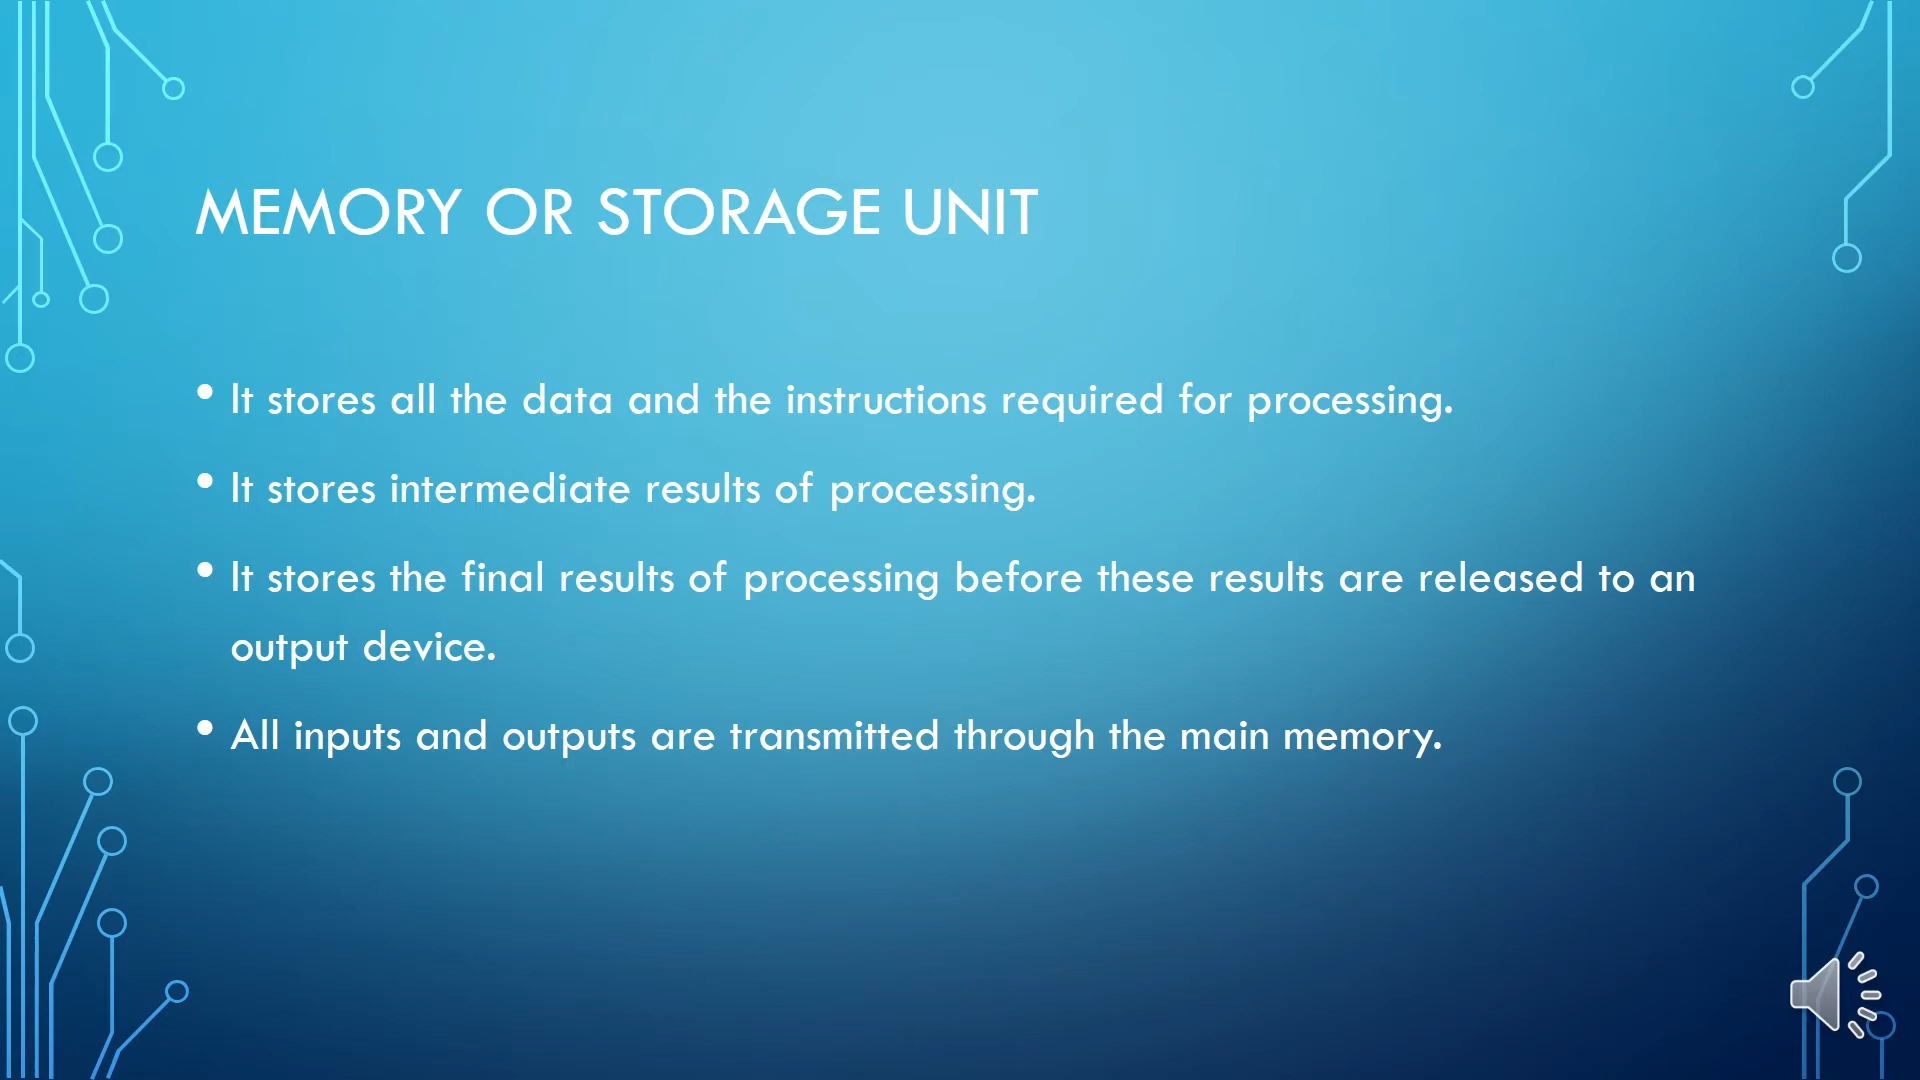 MEMORY OR STORAGE UNIT
• It stores all the data and the instructions required for processing.
• It stores intermediate results of processing.
• It stores the final results of processing before these results are released to an
output device.
• All inputs and outputs are transmitted through the main memory.